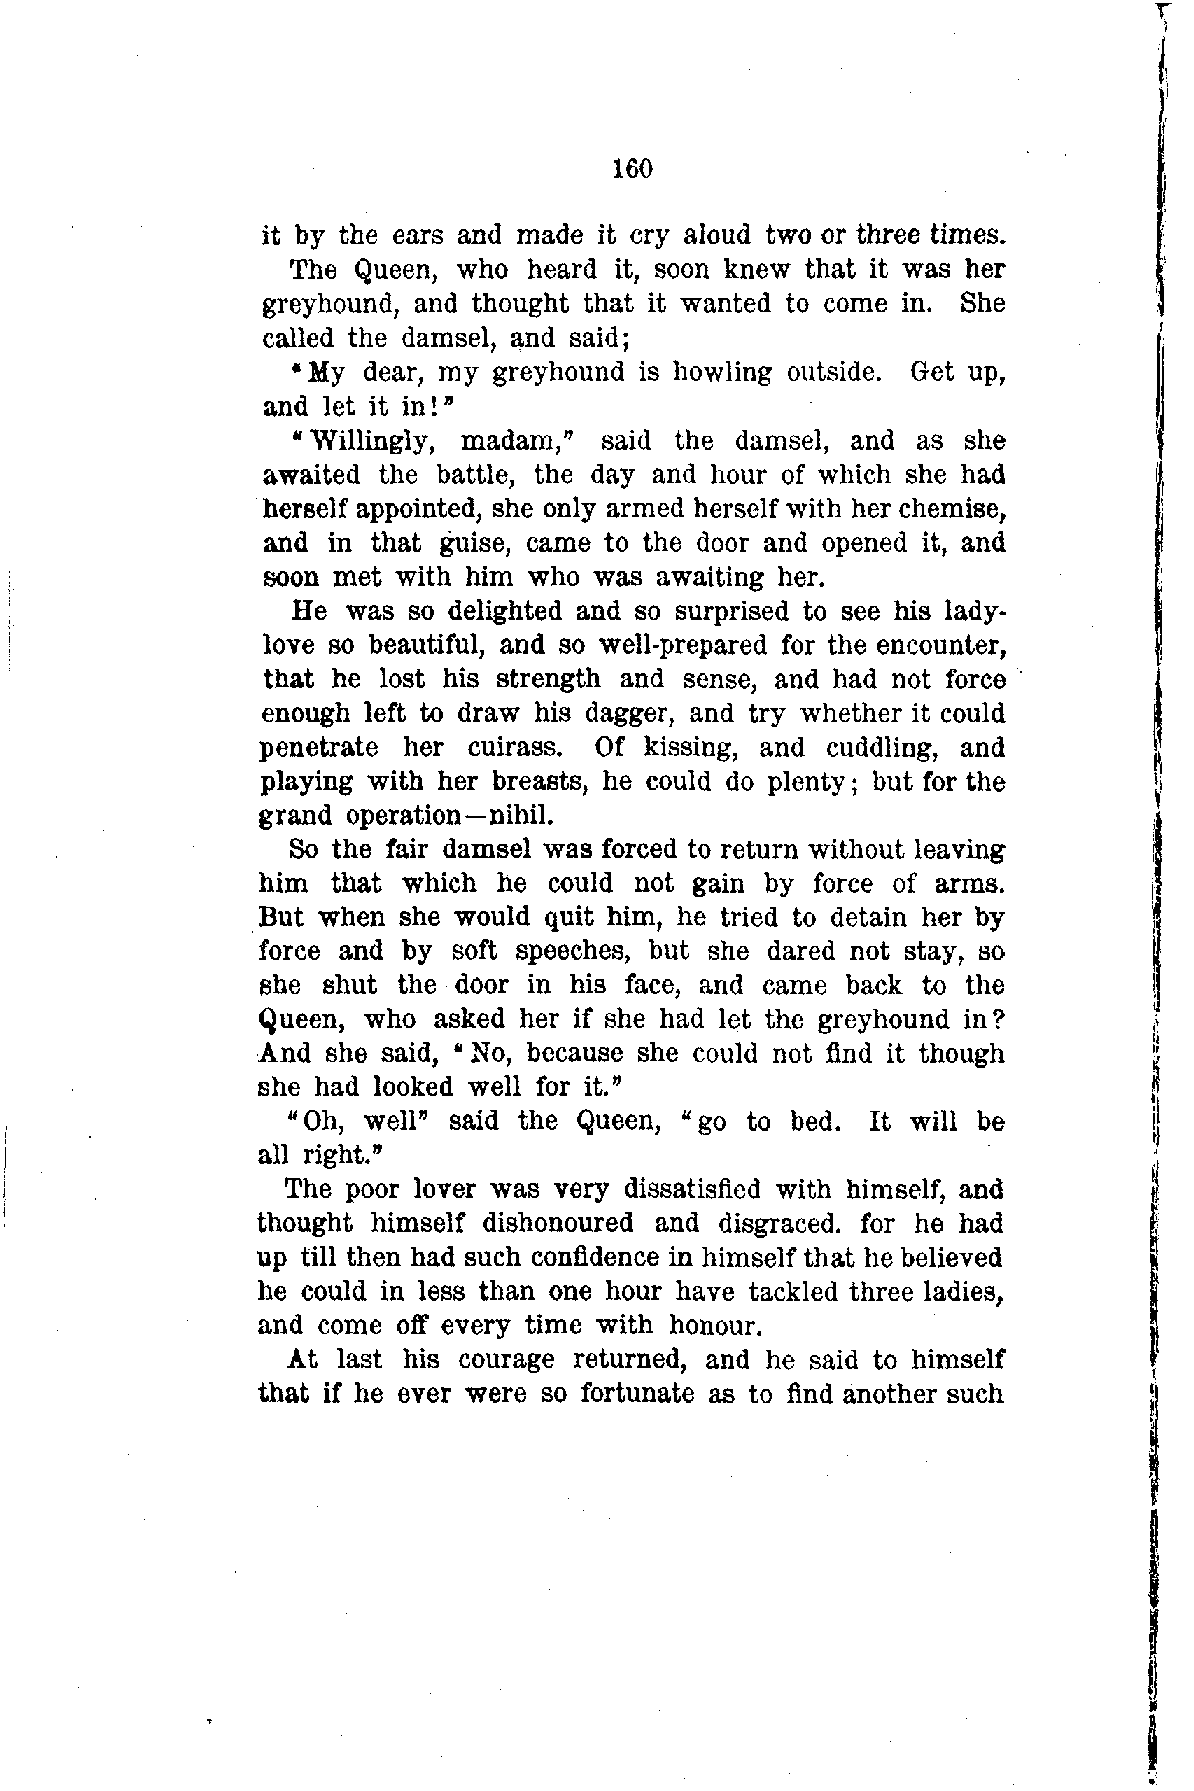 160
it by the ears and made it cry aloud two or three times.
The Queen, who heard it, soon knew that it was her
greyhound, and thought that it wanted to come in. She
called the damsel, and said;
"My dear, my greyhound is howling outside. Get up,
and let it in!"
"Willingly, madam," said the damsel, and as she
awaited the battle, the day and hour of which she had
herself appointed, she only armed herself with her chemise,
and in that guise, came to the door and opened it, and
soon met with him who was awaiting her.
He was so delighted and so surprised to see his lady-
love so beautiful, and so well-prepared for the encounter,
that he lost his strength and sense, and had not force
enough left to draw his dagger, and try whether it could
penetrate her cuirass. Of kissing, and cuddling, and
playing with her breasts, he could do plenty; but for the
grand operation—nihil.
So the fair damsel was forced to return without leaving
him that which he could not gain by force of arms.
But when she would quit him, he tried to detain her by
force and by soft speeches, but she dared not stay, so
she shut the door in his face, and came back to the
Queen, who asked her if she had let the greyhound in?
And she said, "No, because she could not find it though
she had looked well for it."
"Oh, well" said the Queen, "go to bed. It will be
all right."
The poor lover was very dissatisfied with himself, and
thought himself dishonoured and disgraced. for he had
up till then had such confidence in himself that he believed
he could in less than one hour have tackled three ladies,
and come off every time with honour.
At last his courage returned, and he said to himself
that if he ever were so fortunate as to find another such